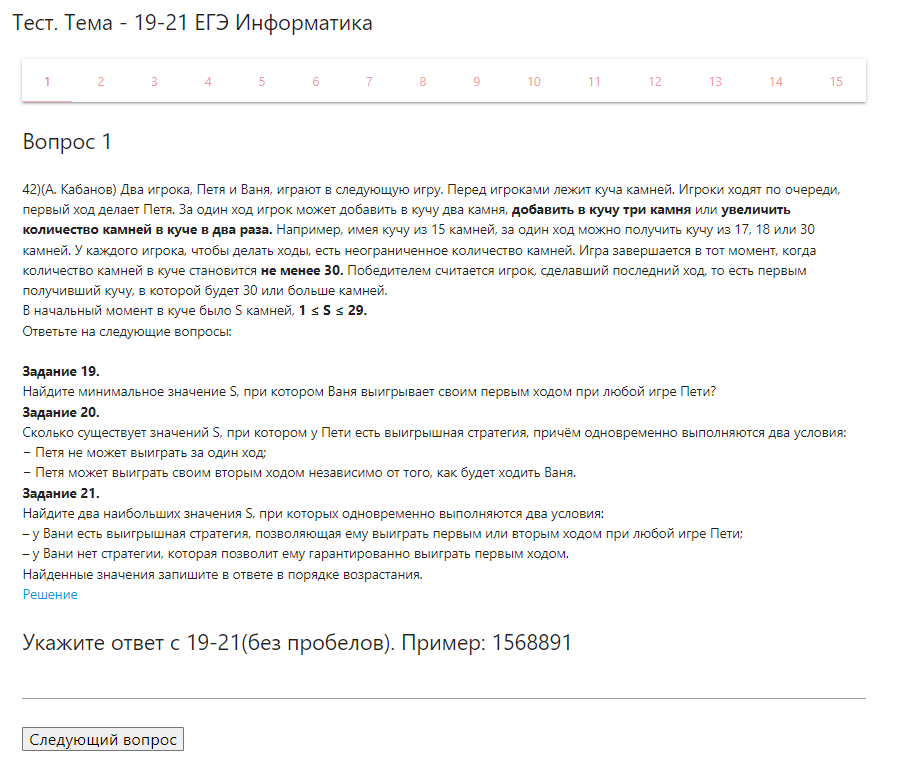 Тест. Тема - 19-21 ЕГЭ Информатика
1 2 3 4 5 6 7 8 9 10 11 12 13 14 15
Вопрос 1
42)(А. Кабанов) Два игрока, Петя и Ваня, играют в следующую игру. Перед игроками лежит куча камней. Игроки ходят по очереди,
первый ход делает Петя. За один ход игрок может добавить в кучу два камня, добавить в кучу три камня или увеличить
количество камней в куче в два раза. Например, имея кучу из 15 камней, за один ход можно получить кучу из 17, 18 или 30
камней. У каждого игрока, чтобы делать ходы, есть неограниченное количество камней. Игра завершается в тот момент, когда
количество камней в куче становится не менее 30. Победителем считается игрок, сделавший последний ход, то есть первым
получивший кучу, в которой будет 30 или больше камней.
В начальный момент в куче было S камней, 1 ≤ S ≤ 29.
Ответьте на следующие вопросы:
Задание 19.
Найдите минимальное значение S, при котором Ваня выигрывает своим первым ходом при любой игре Пети?
Задание 20.
Сколько существует значений S, при котором у Пети есть выигрышная стратегия, причём одновременно выполняются два условия:
− Петя не может выиграть за один ход;
− Петя может выиграть своим вторым ходом независимо от того, как будет ходить Ваня.
Задание 21.
Найдите два наибольших значения S, при которых одновременно выполняются два условия:
– у Вани есть выигрышная стратегия, позволяющая ему выиграть первым или вторым ходом при любой игре Пети;
– у Вани нет стратегии, которая позволит ему гарантированно выиграть первым ходом.
Найденные значения запишите в ответе в порядке возрастания.
Решение
Укажите ответ с 19-21(без пробелов). Пример: 1568891
Следующий вопрос